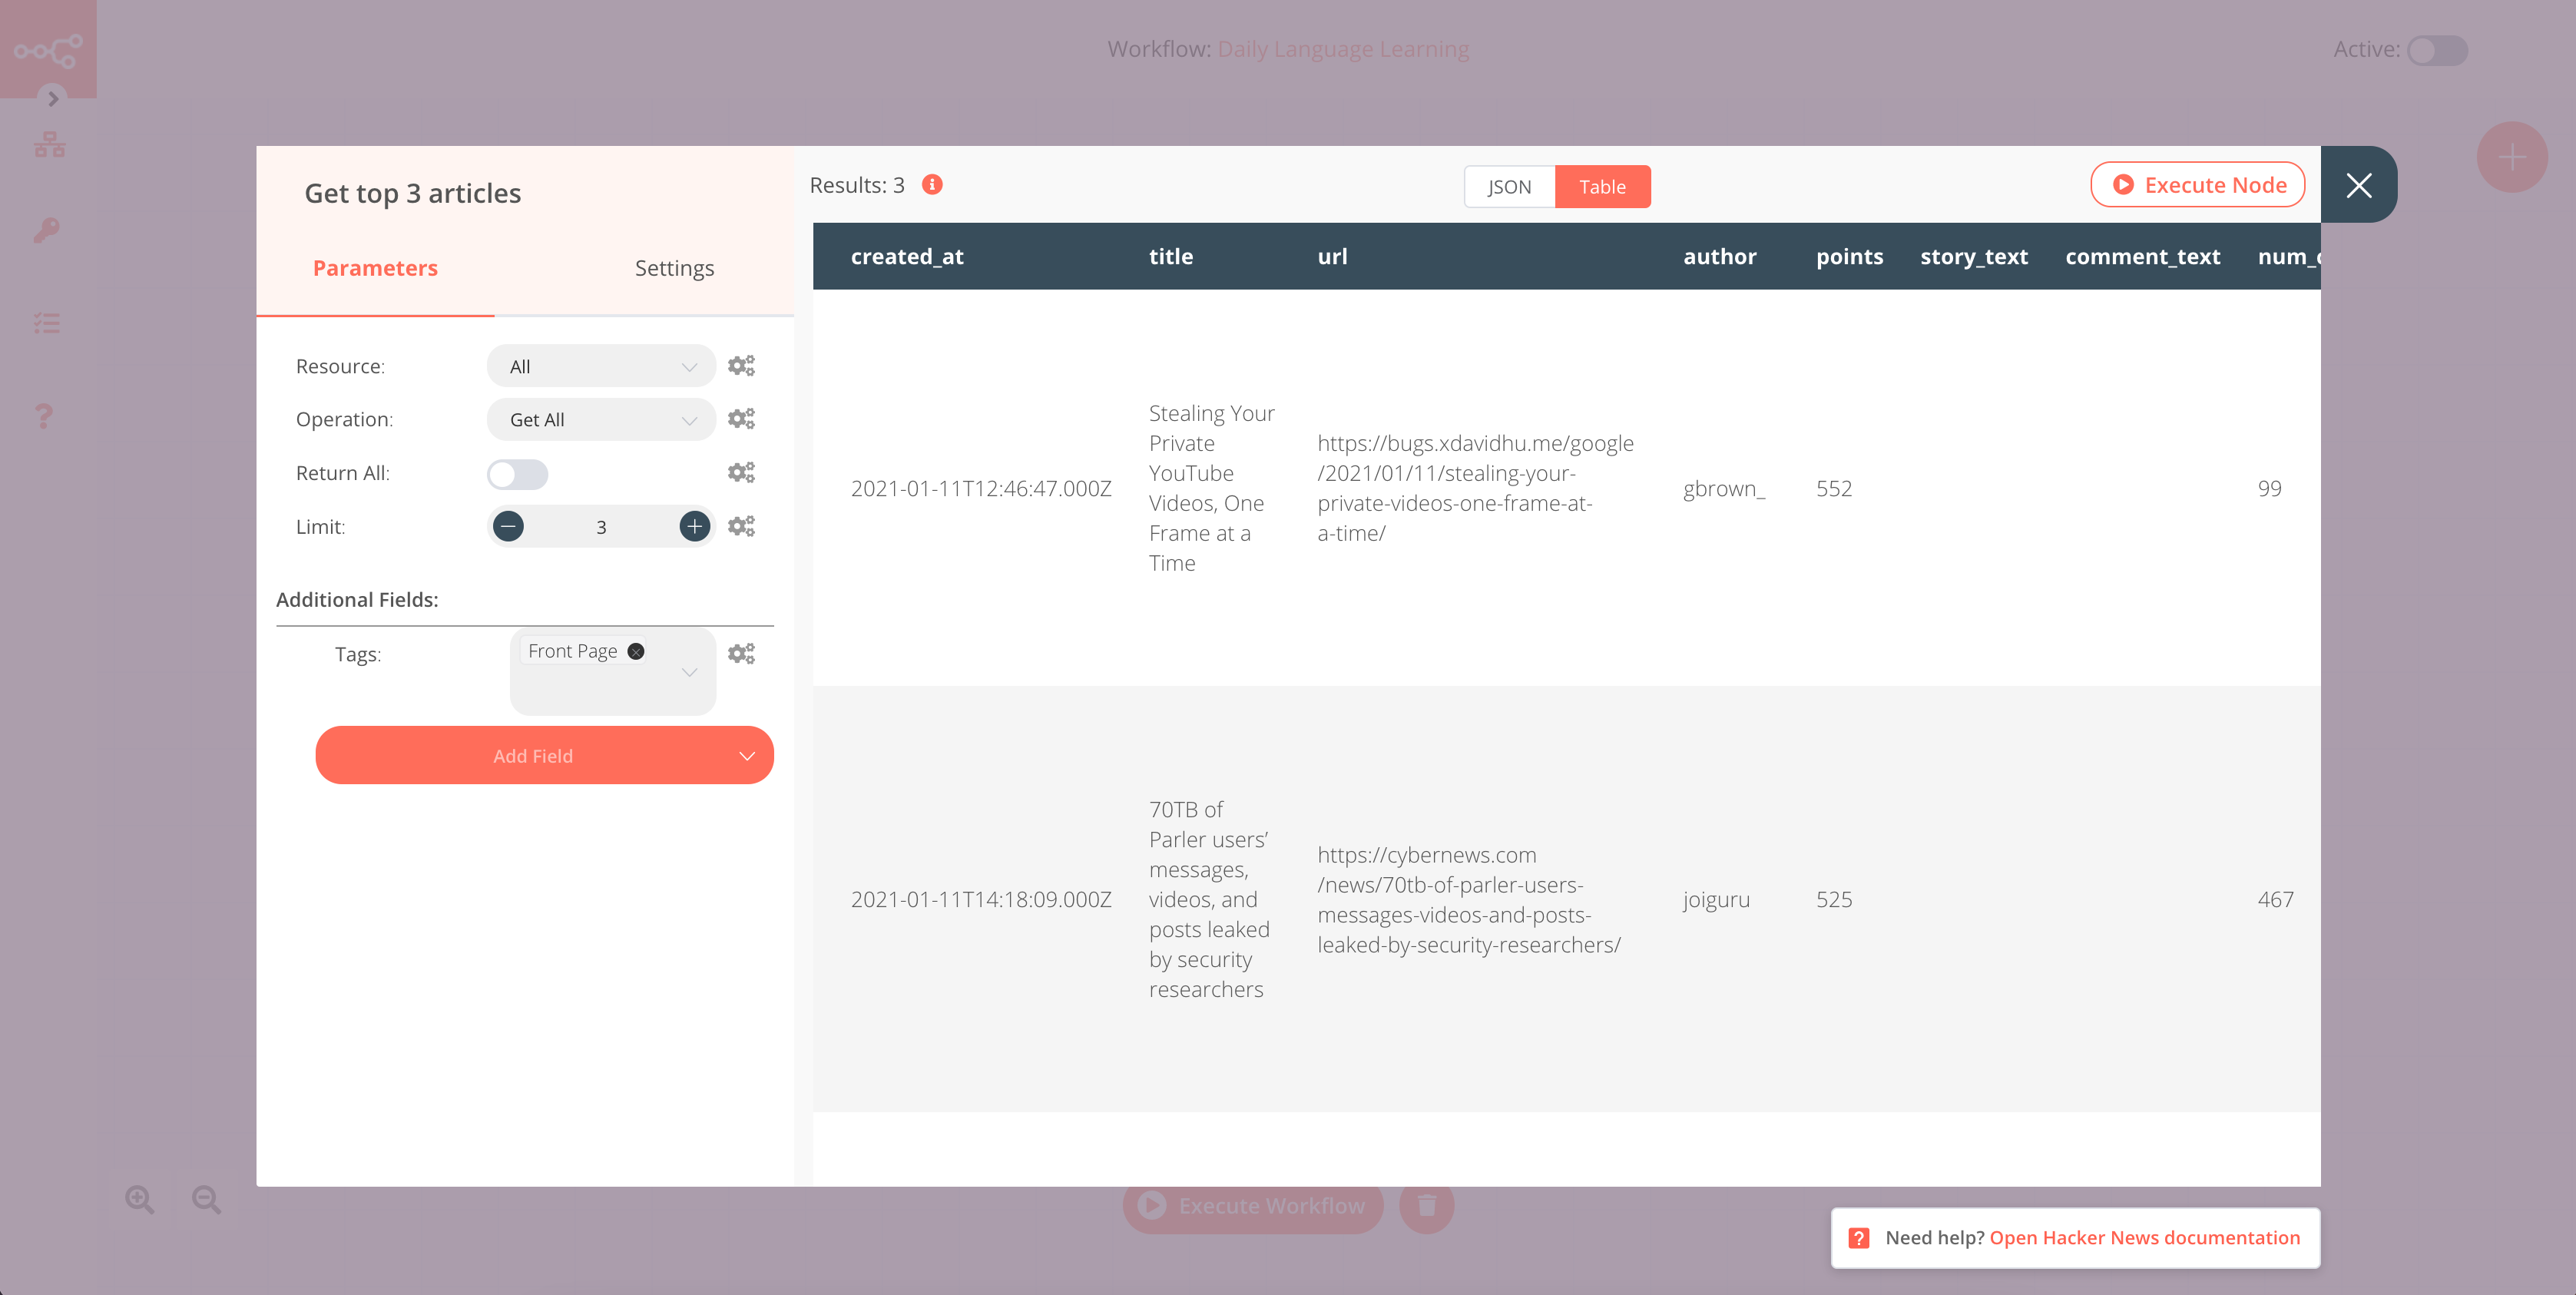 Workflow: Daily Language Learning
Active:
Get top 3 articles
Parameters
Settings
Resource:
All
Operation:
Get All
Return All:
Limit:
3
Additional Fields:
Tags:
Front Page
Add Field
Results: 3
JSON
Table
Execute Node
created_at
title
url
author
points
story_text
comment_text
num_c
2021-01-11T12:46:47.000Z
Stealing Your
Private
YouTube
Videos, One
Frame at a
Time
https://bugs.xdavidhu.me/google
/2021/01/11/stealing-your-
private-videos-one-frame-at-
a-time/
gbrown_
552
99
2021-01-11T14:18:09.000Z
70TB of
Parler users’
messages,
videos, and
posts leaked
by security
researchers
https://cybernews.com
/news/70tb-of-parler-users-
messages-videos-and-posts-
leaked-by-security-researchers/
joiguru
525
467
Execute Workflow
Need help? Open Hacker News documentation